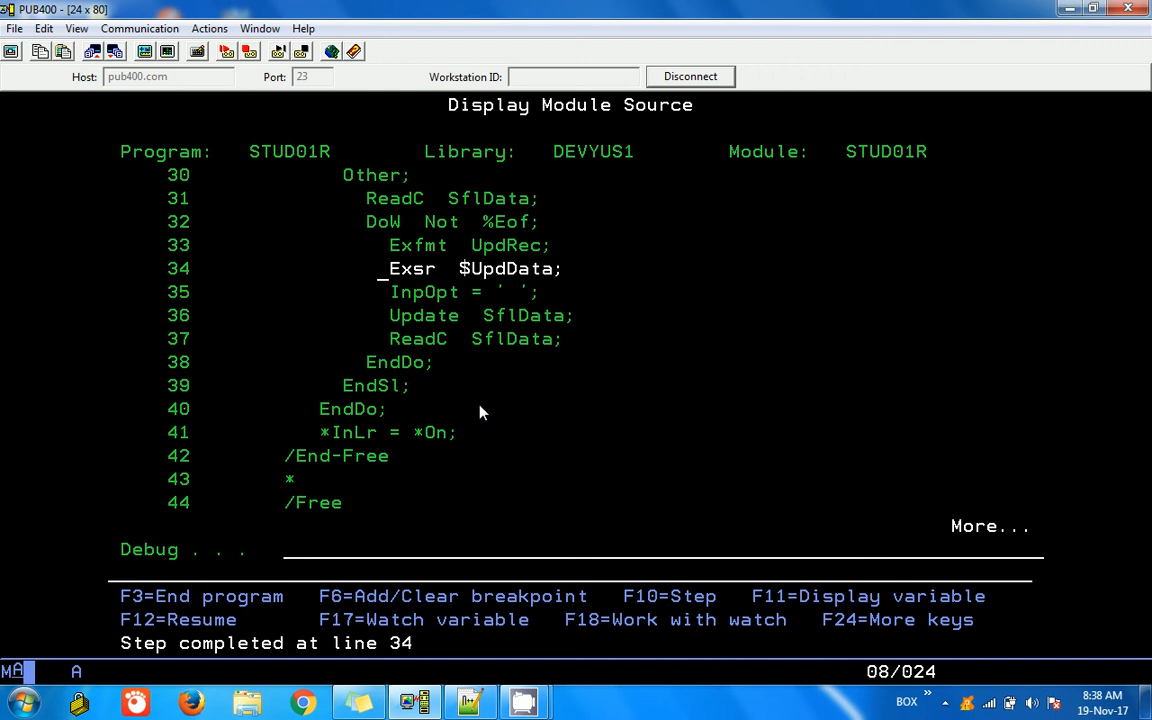 PUB400 - [24 x 80]
File Edit View Communication Actions Window Help
Host: pub400.com Port: 23 Workstation ID: Disconnect
Display Module Source
Program: STUD01R Library: DEVYUS1 Module: STUD01R
30 Other;
31 ReadC SflData;
32 DoW Not %Eof;
33 Exfmt UpdRec;
34 _Exsr $UpdData;
35 InpOpt = ' ';
36 Update SflData;
37 ReadC SflData;
38 EndDo;
39 EndSl;
40 EndDo;
41 *InLr = *On;
42 /End-Free
43 *
44 /Free
More...
Debug . . .
F3=End program F6=Add/Clear breakpoint F10=Step F11=Display variable
F12=Resume F17=Watch variable F18=Work with watch F24=More keys
Step completed at line 34
MA A 08/024
BOX » 8:38 AM
19-Nov-17